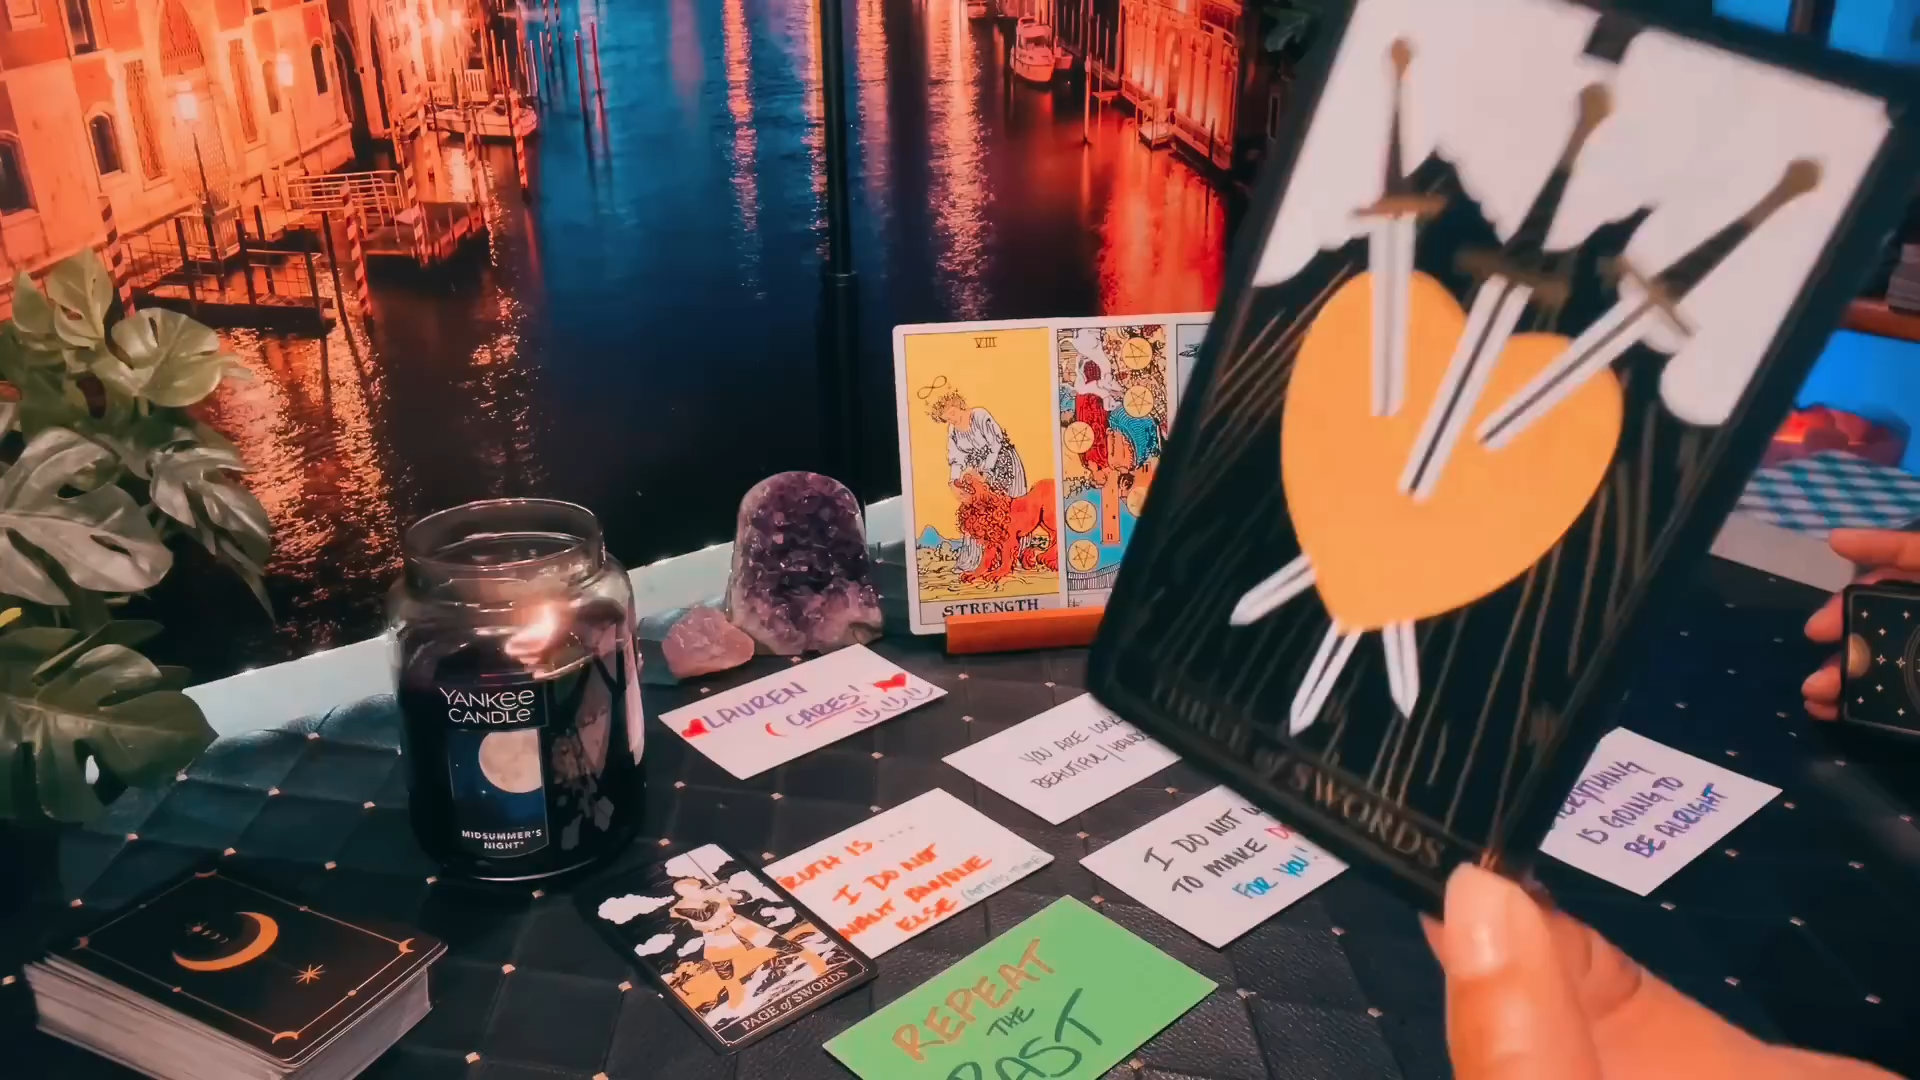 VIII
STRENGTH
YANKEE
CANDLE
MIDSUMMER'S
NIGHT
LAUREN
CARES!
YOU ARE
BEAUTIFUL/
TRUTH IS....
I DO NOT
WANT ANYONE
ELSE
I DO NOT
TO MAKE
FOR YOU!
REPEAT
THE
PAST
PAGE of SWORDS
of SWORDS
IS GOING TO
BE ALRIGHT